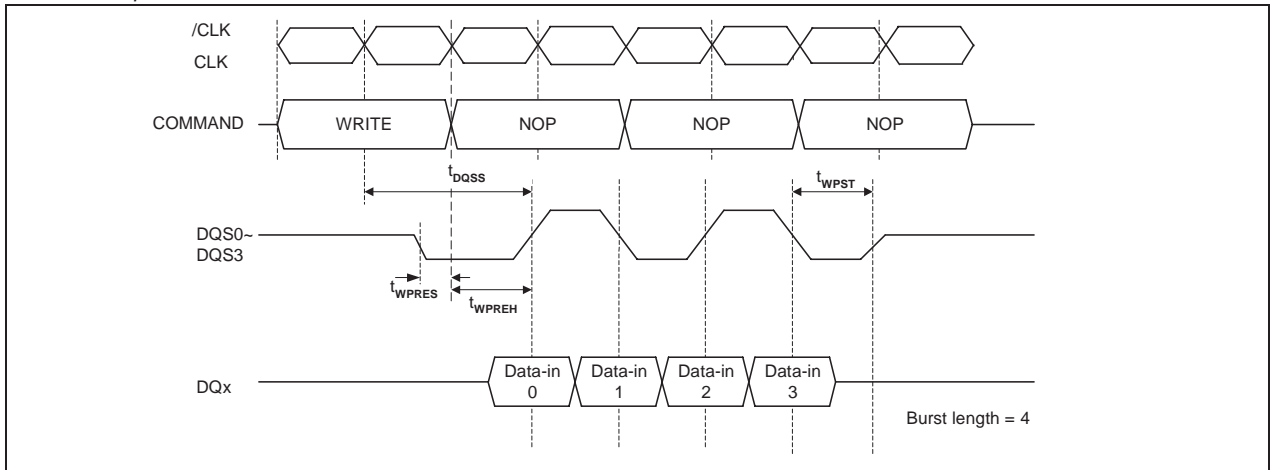 /CLK
CLK
COMMAND
WRITE NOP NOP NOP
tDQSS tWPST
DQS0~
DQS3
tWPRES
tWPREH
DQx
Data-in 0 Data-in 1 Data-in 2 Data-in 3
Burst length = 4